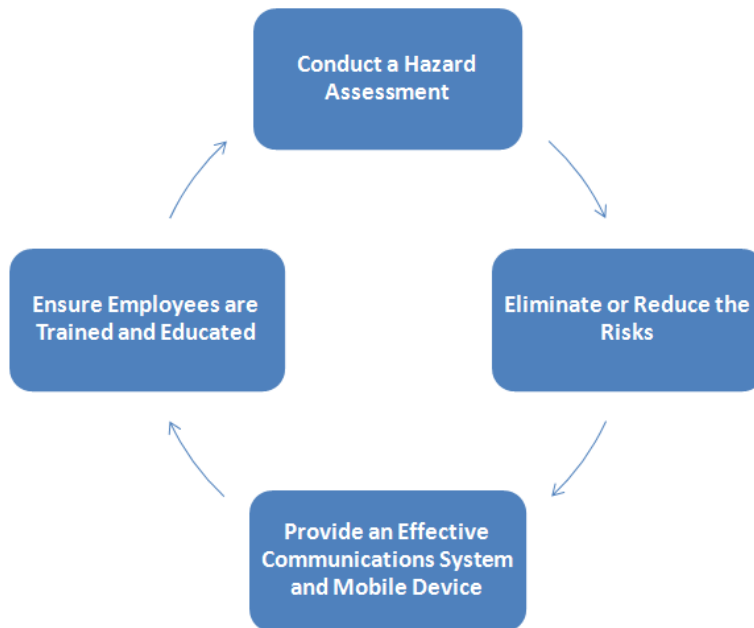 Conduct a Hazard
Assessment
Eliminate or Reduce the
Risks
Provide an Effective
Communications System
and Mobile Device
Ensure Employees are
Trained and Educated